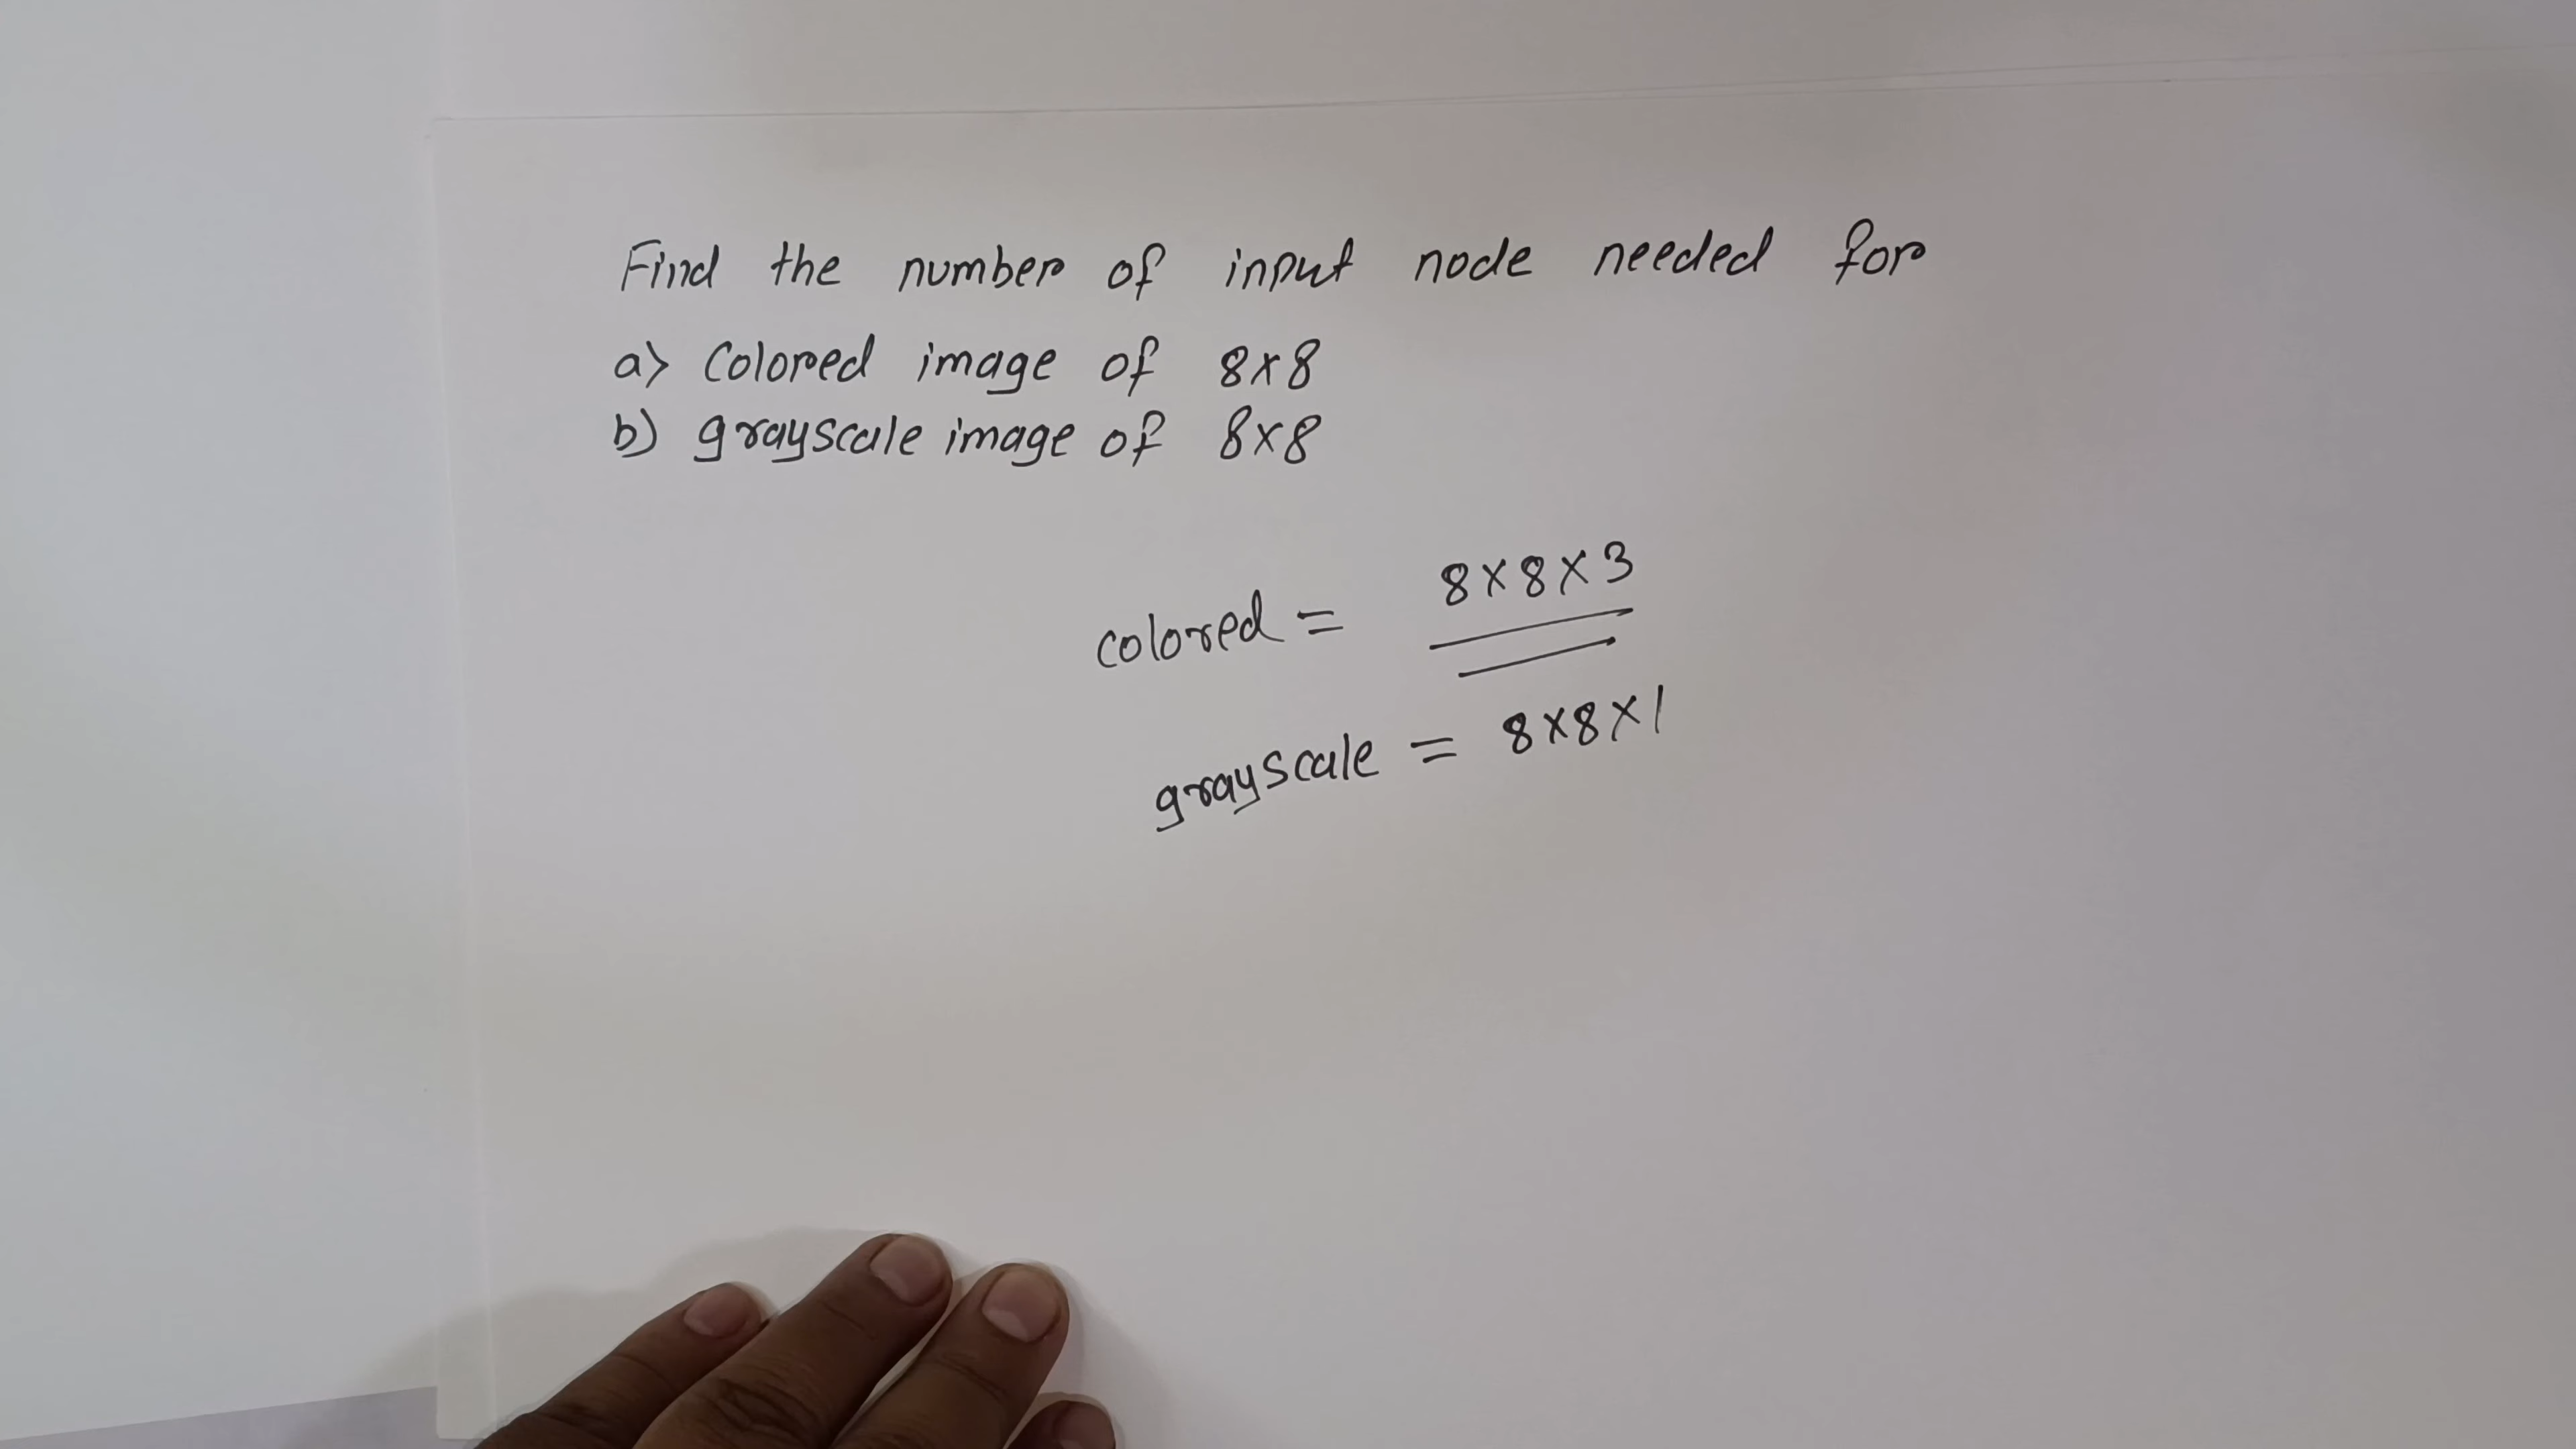 Find the number of input node needed for
a) Colored image of 8x8
b) grayscale image of 8x8
colored = 8x8x3
grayscale = 8x8x1